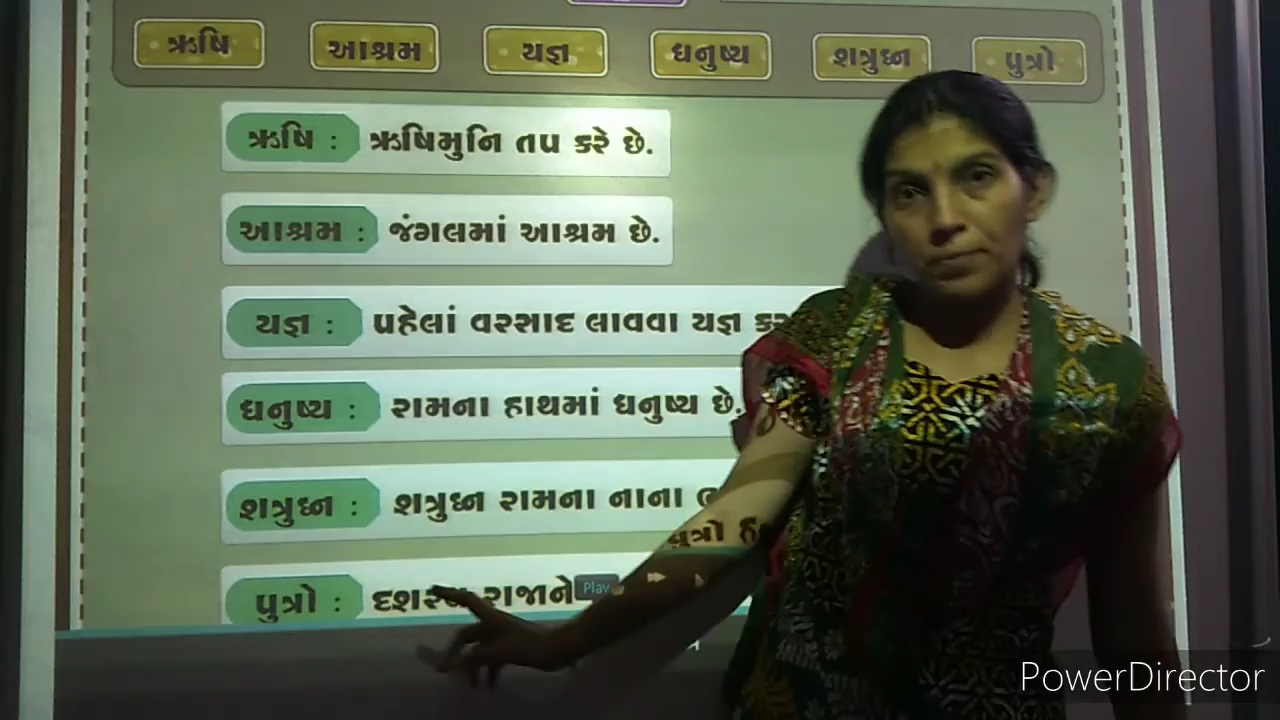 ઋષિ આશ્રમ યજ્ઞ ધનુષ્ય શત્રુઘ્ન પુત્રો
ઋષિ : ઋષિમુનિ તપ કરે છે.
આશ્રમ : જંગલમાં આશ્રમ છે.
યજ્ઞ : પહેલાં વરસાદ લાવવા યજ્ઞ
ધનુષ્ય : રામના હાથમાં ધનુષ્ય છે.
શત્રુઘ્ન : શત્રુઘ્ન રામના નાના
પુત્રો
પુત્રો : દશરથ રાજાને
Play
PowerDirector